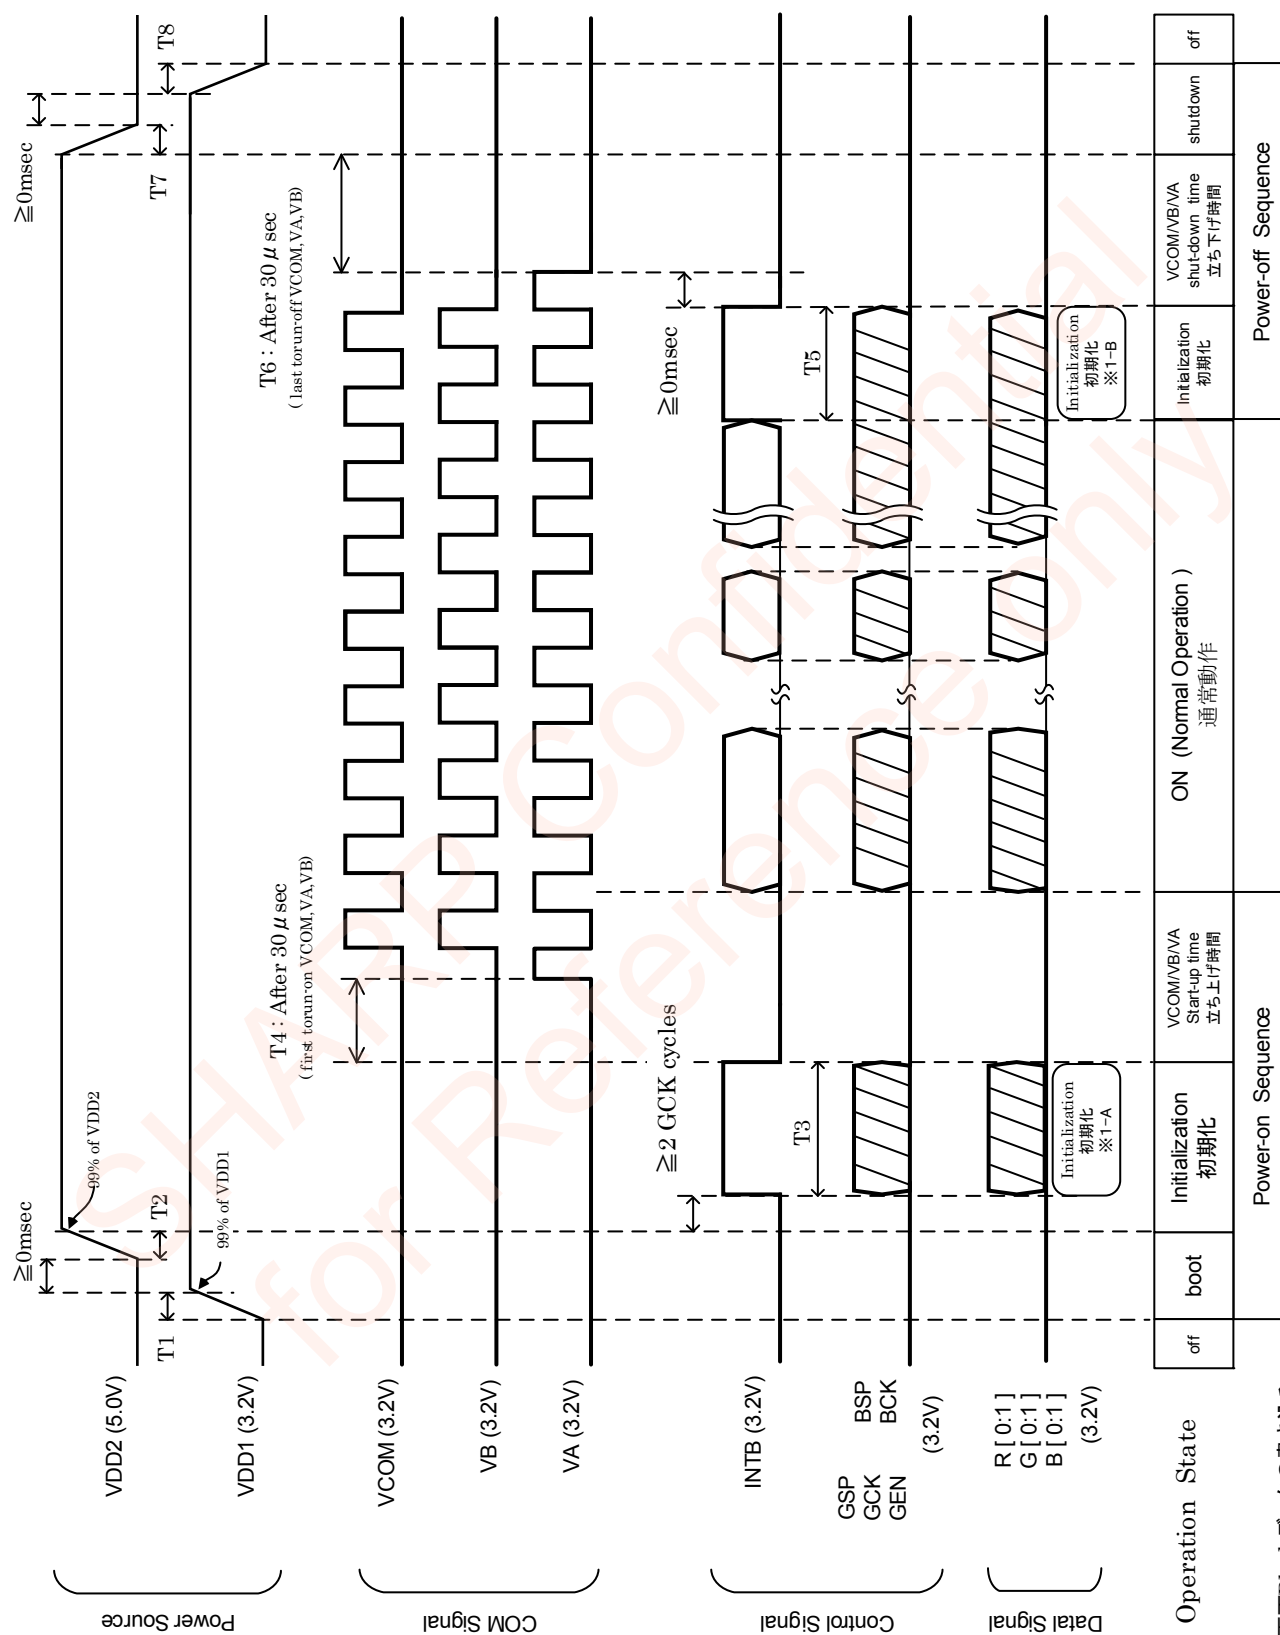 ≧0msec
T1
T2
99% of VDD2
99% of VDD1
T7
T8
≧0msec
Power Source
VDD2 (5.0V)
VDD1 (3.2V)
T4 : After 30μsec
(first torun-on VCOM,VA,VB)
T6 : After 30μsec
(last torun-off VCOM,VA,VB)
COM Signal
VCOM (3.2V)
VB (3.2V)
VA (3.2V)
≧2 GCK cycles
≧0msec
T3
T5
Control Signal
INTB (3.2V)
GSP
BSP
GCK
BCK
GEN
(3.2V)
Datal Signal
R [ 0:1 ]
G [ 0:1 ]
B [ 0:1 ]
(3.2V)
Initialization
初期化
※1-A
Initialization
初期化
※1-B
Operation State
off
boot
Initialization
初期化
VCOM/VB/VA
Start-up time
立ち上げ時間
ON (Normal Operation )
通常動作
Initialization
初期化
VCOM/VB/VA
shut-down time
立ち下げ時間
shutdown
off
Power-on Sequence
Power-off Sequence
SHARP Confidential
for Reference only